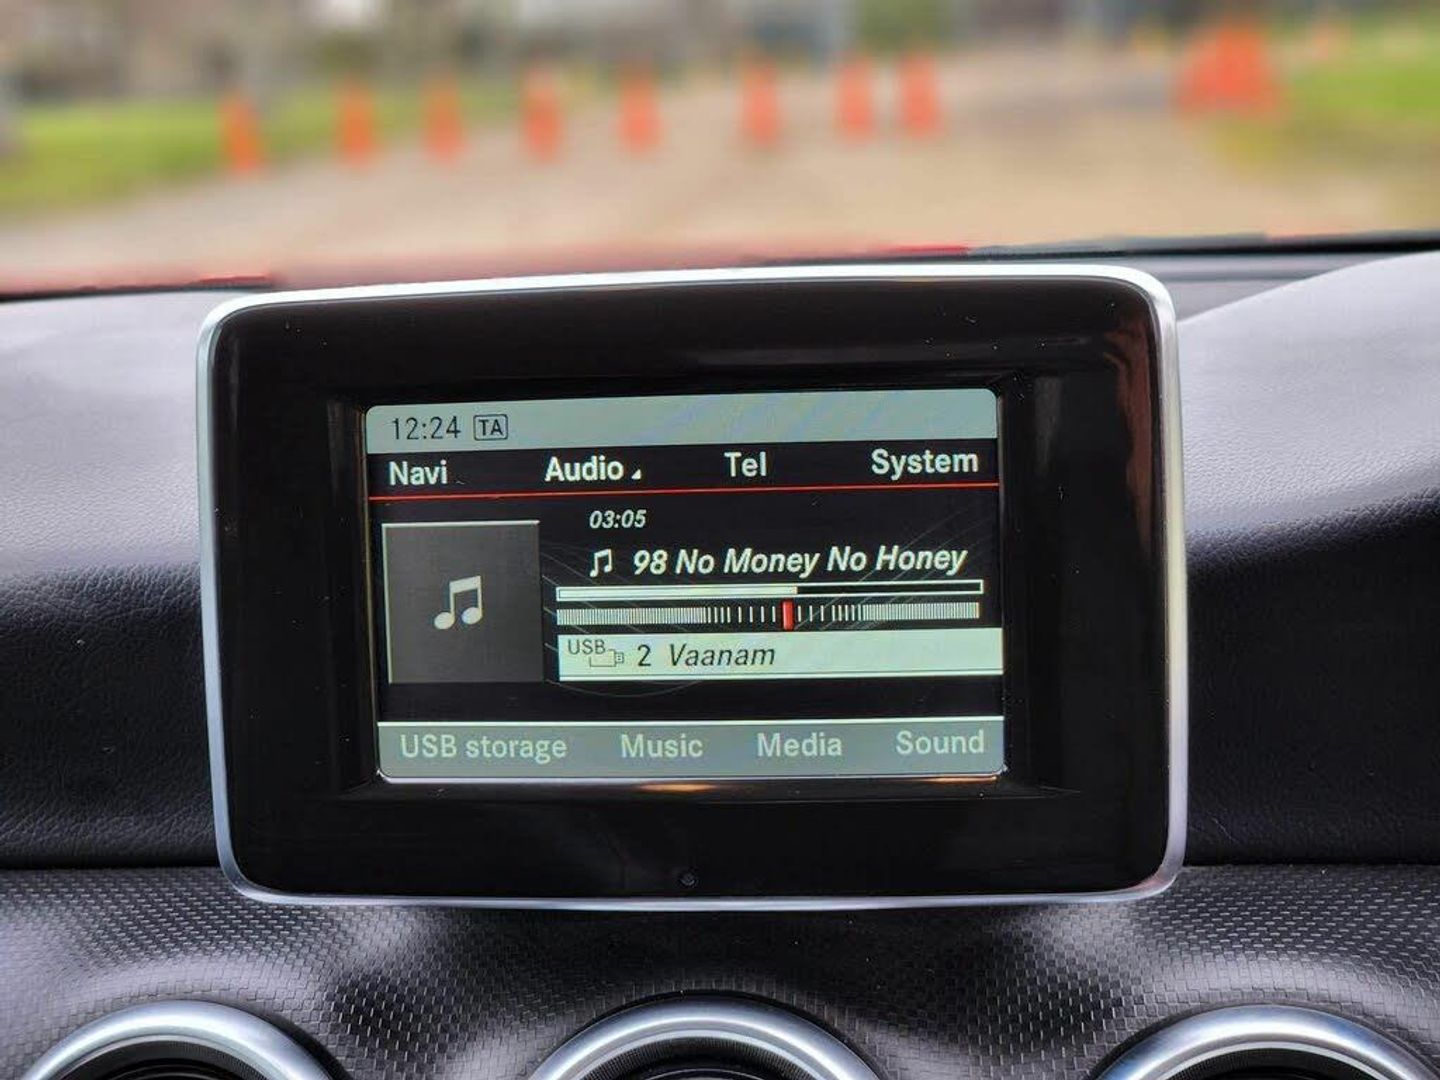 12:24 TA
Navi Audio Tel System
03:05
98 No Money No Honey
USB 2 Vaanam
USB storage Music Media Sound